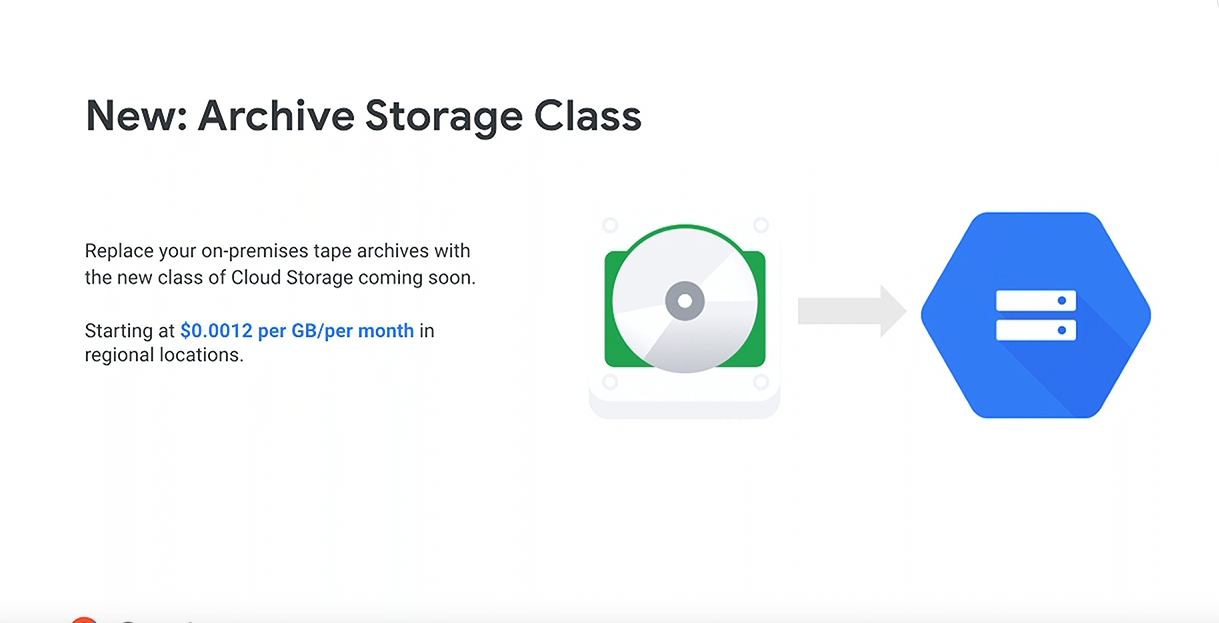 New: Archive Storage Class
Replace your on-premises tape archives with
the new class of Cloud Storage coming soon.
Starting at $0.0012 per GB/per month in
regional locations.